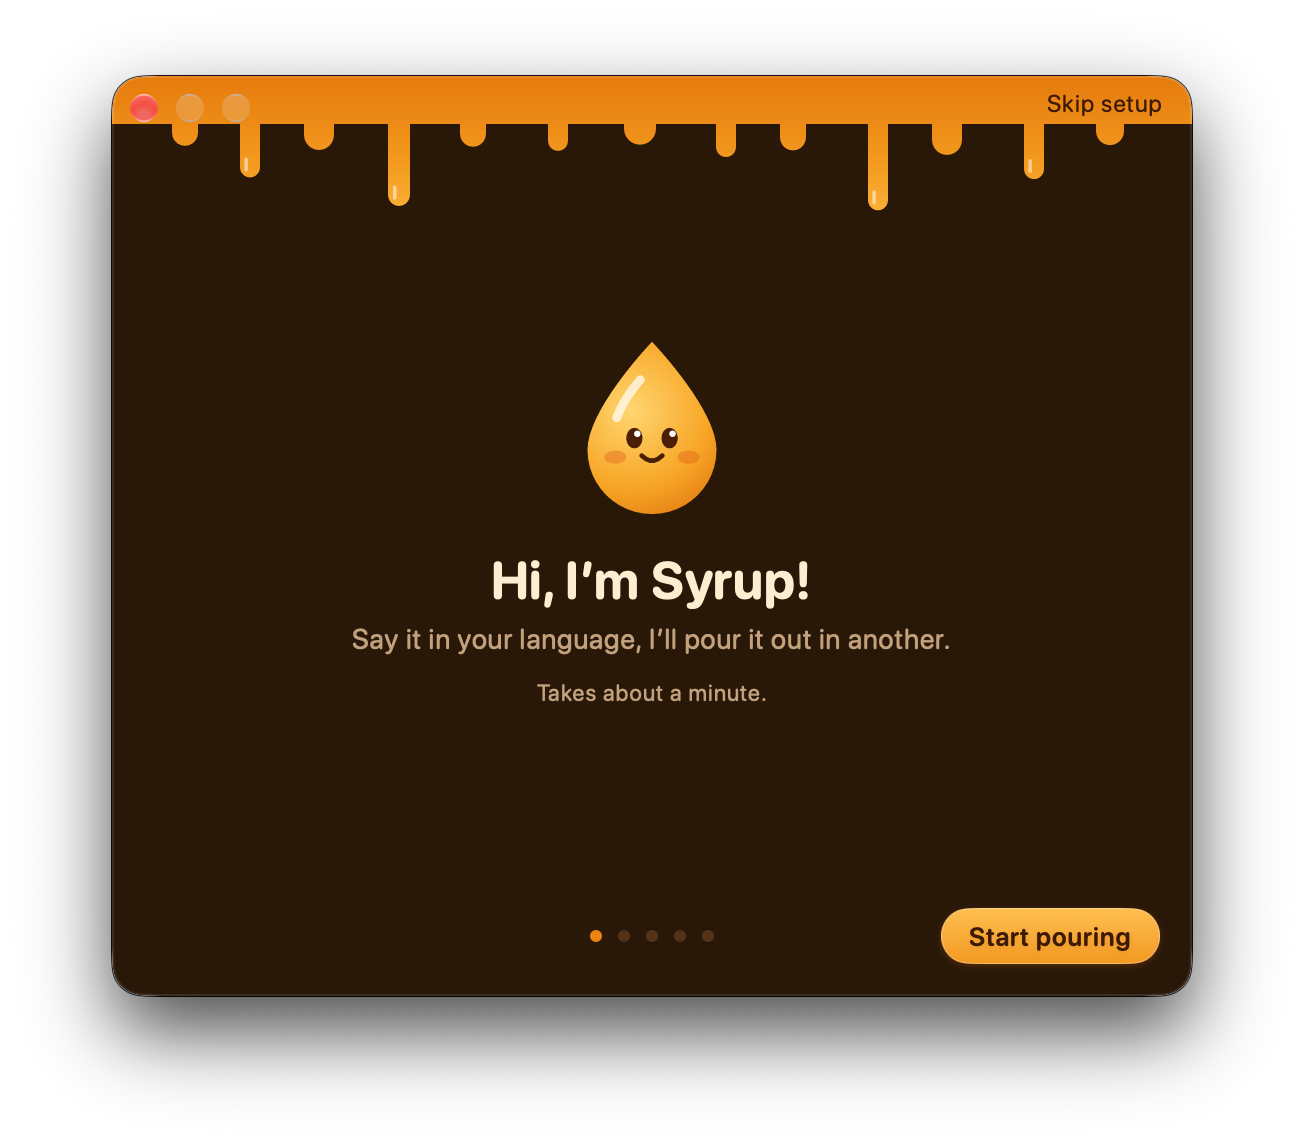 Skip setup
Hi, I’m Syrup!
Say it in your language, I’ll pour it out in another.
Takes about a minute.
Start pouring